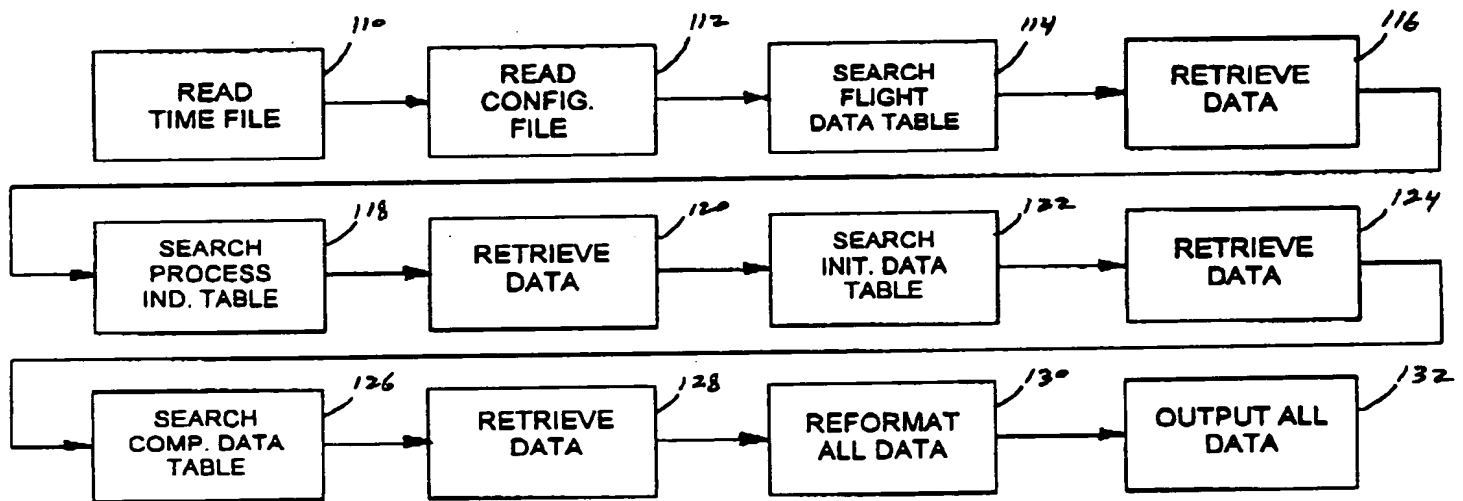 110
READ
TIME FILE
112
READ
CONFIG.
FILE
114
SEARCH
FLIGHT
DATA TABLE
116
RETRIEVE
DATA
118
SEARCH
PROCESS
IND. TABLE
120
RETRIEVE
DATA
122
SEARCH
INIT. DATA
TABLE
124
RETRIEVE
DATA
126
SEARCH
COMP. DATA
TABLE
128
RETRIEVE
DATA
130
REFORMAT
ALL DATA
132
OUTPUT ALL
DATA